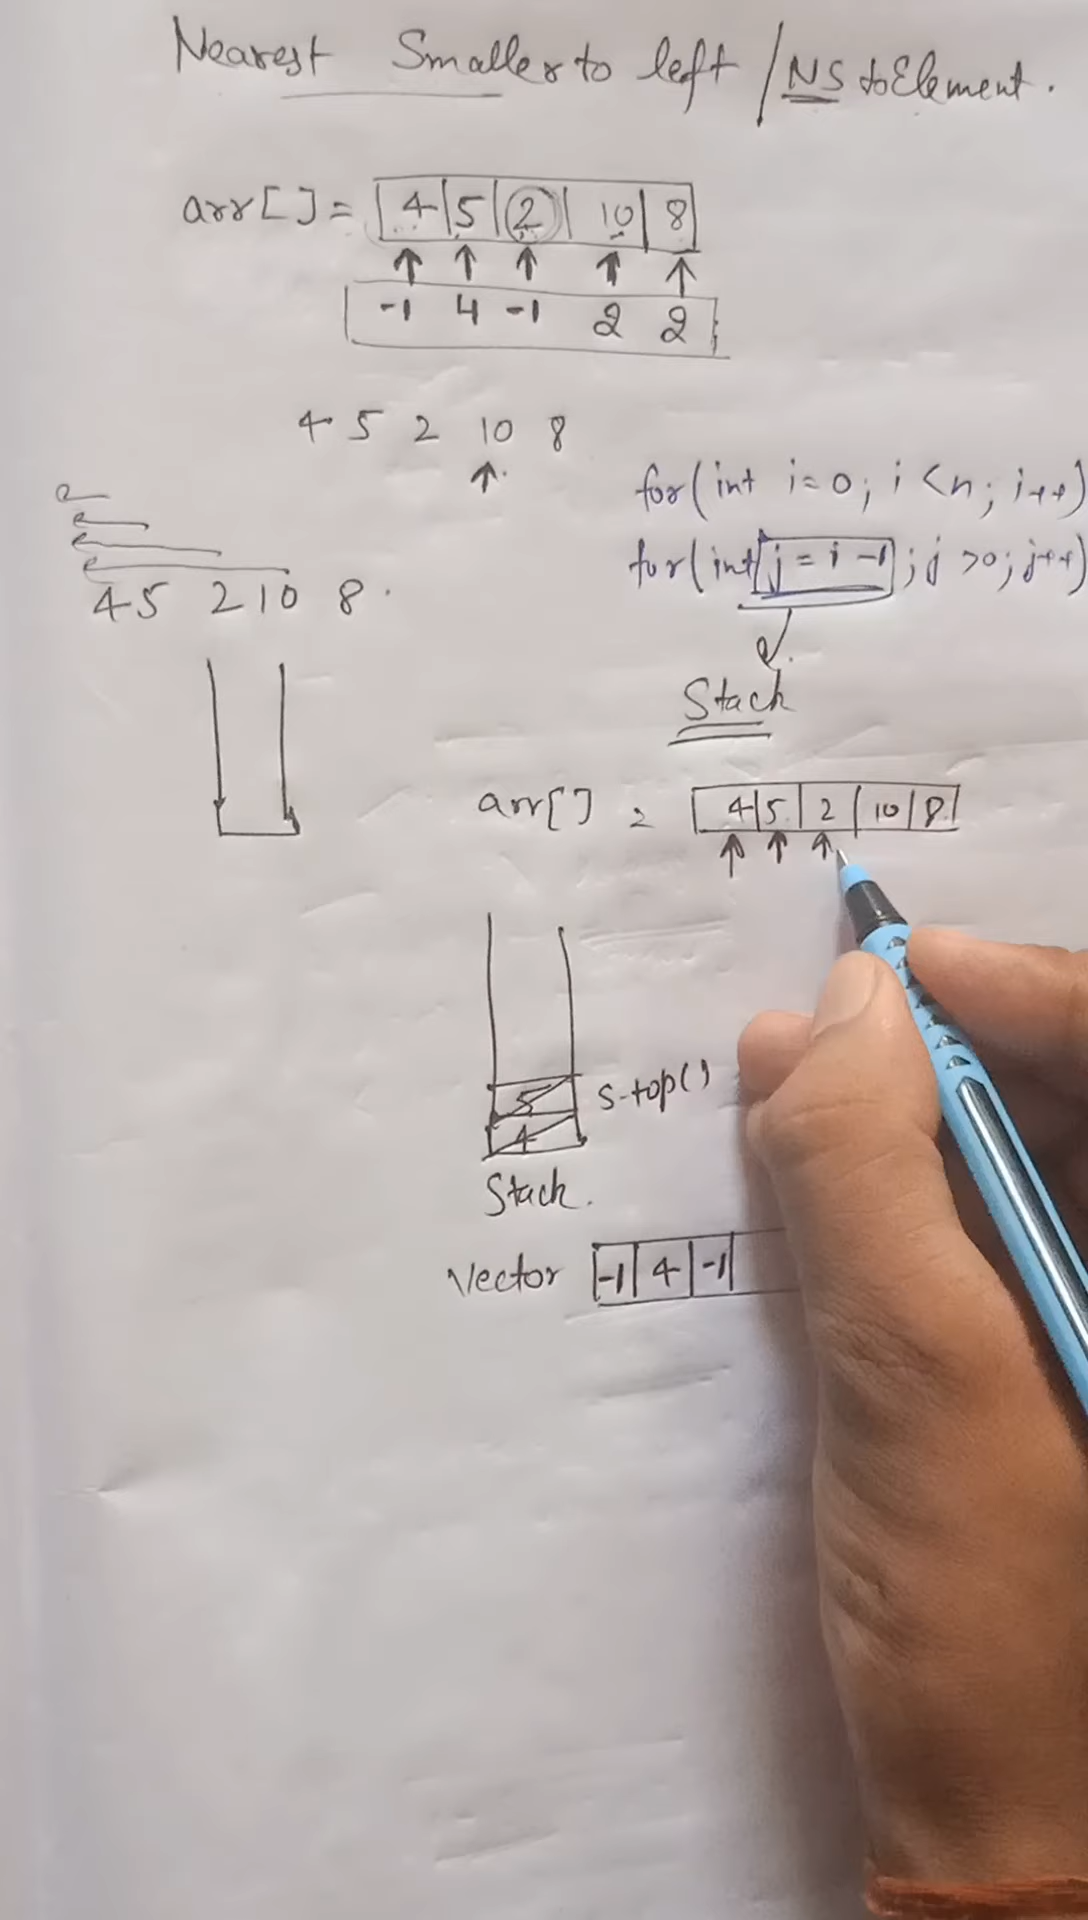 Nearest Smaller to left / NS to Element.
arr[] = 4 5 2 10 8
-1 4 -1 2 2
4 5 2 10 8
for(int i=0; i<n; i++)
for(int j = i -1; j >0; j++)
4 5 2 10 8
Stack
arr[] = 4 5 2 10 8
5 s.top()
4
Stack.
Vector -1 4 -1